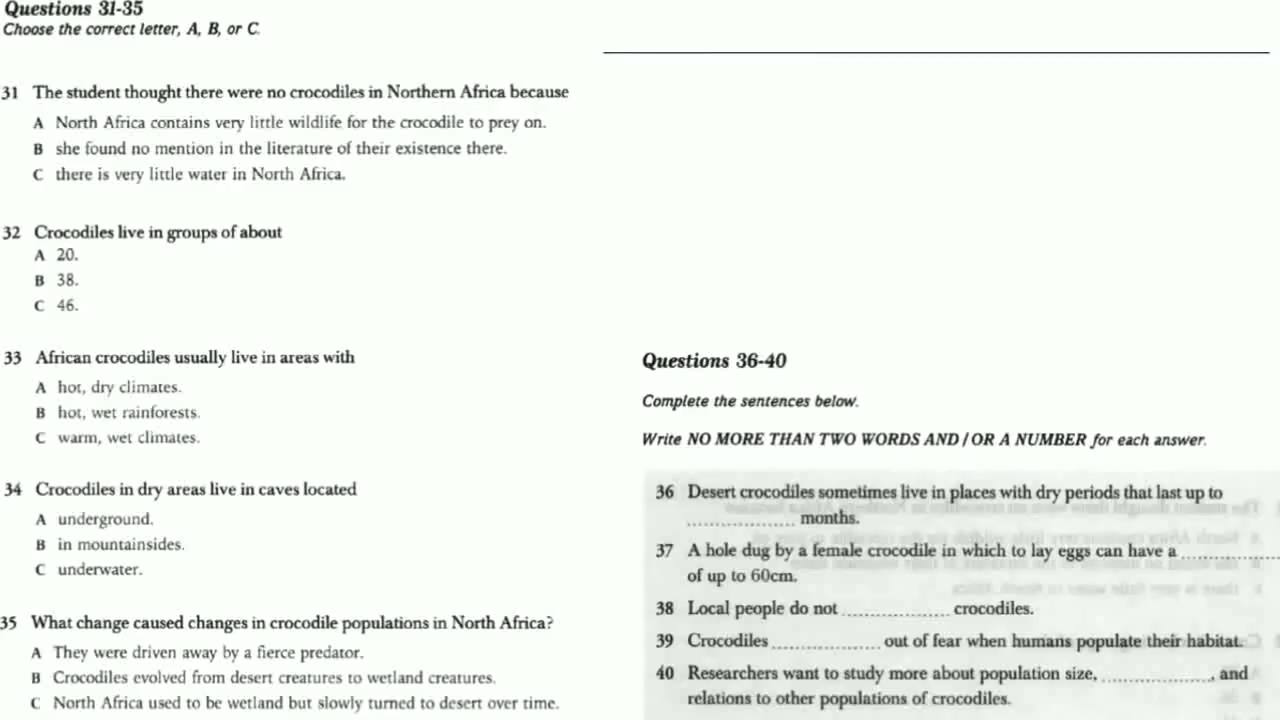 Questions 31-35
Choose the correct letter, A, B, or C.
31 The student thought there were no crocodiles in Northern Africa because
A North Africa contains very little wildlife for the crocodile to prey on.
B she found no mention in the literature of their existence there.
C there is very little water in North Africa.
32 Crocodiles live in groups of about
A 20.
B 38.
C 46.
33 African crocodiles usually live in areas with
A hot, dry climates.
B hot, wet rainforests.
C warm, wet climates.
34 Crocodiles in dry areas live in caves located
A underground.
B in mountainsides.
C underwater.
35 What change caused changes in crocodile populations in North Africa?
A They were driven away by a fierce predator.
B Crocodiles evolved from desert creatures to wetland creatures.
C North Africa used to be wetland but slowly turned to desert over time.
Questions 36-40
Complete the sentences below.
Write NO MORE THAN TWO WORDS AND / OR A NUMBER for each answer.
36 Desert crocodiles sometimes live in places with dry periods that last up to
.................. months.
37 A hole dug by a female crocodile in which to lay eggs can have a ..................
of up to 60cm.
38 Local people do not .................. crocodiles.
39 Crocodiles .................. out of fear when humans populate their habitat.
40 Researchers want to study more about population size, .................., and
relations to other populations of crocodiles.